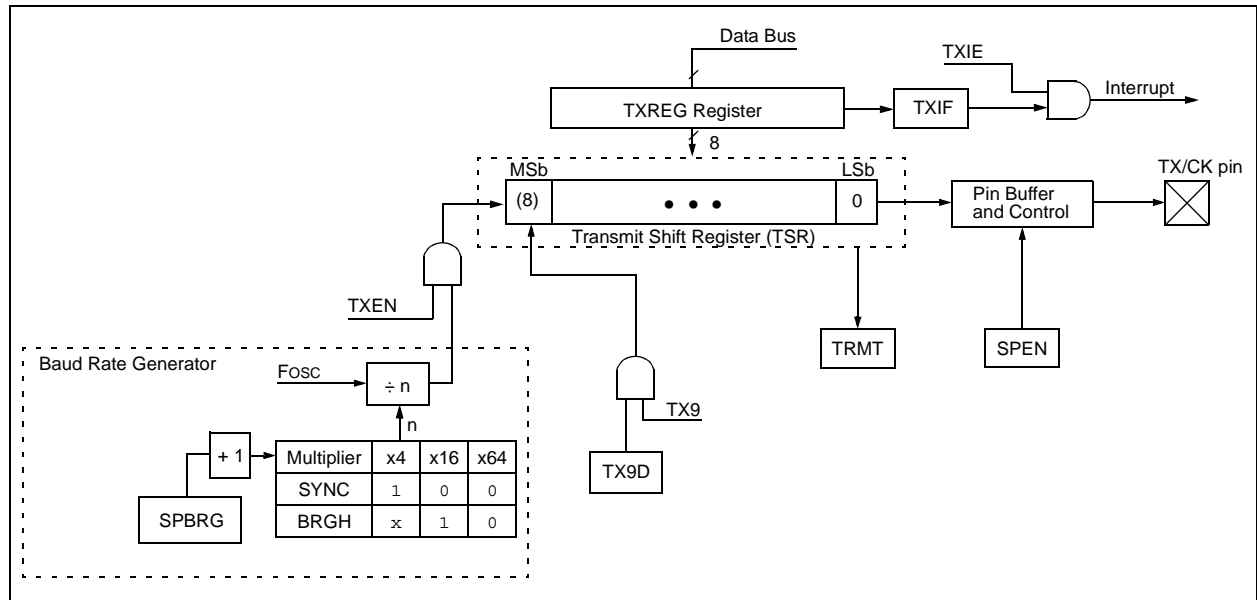 Data Bus
TXIE
Interrupt
TXREG Register
TXIF
8
MSb
LSb
TX/CK pin
(8)
• • •
0
Pin Buffer
and Control
Transmit Shift Register (TSR)
TXEN
TRMT
SPEN
Baud Rate Generator
FOSC
÷ n
n
TX9
+ 1
Multiplier x4 x16 x64
TX9D
SYNC 1 0 0
SPBRG
BRGH x 1 0